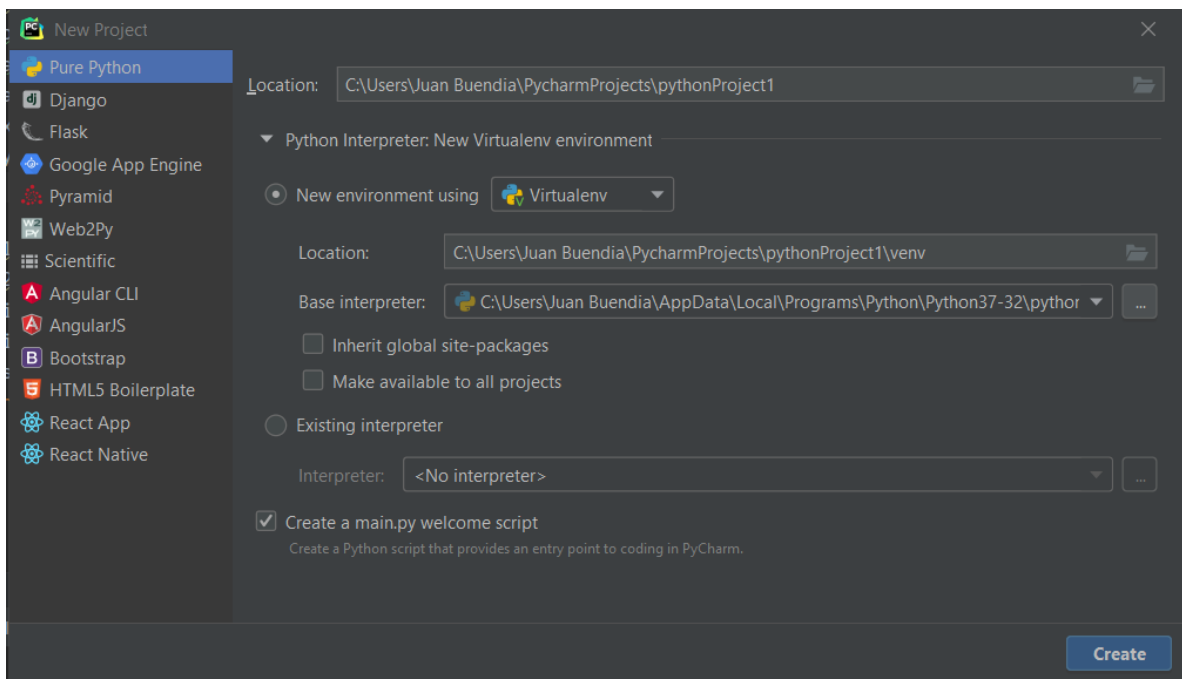 New Project
Pure Python
Django
Flask
Google App Engine
Pyramid
Web2Py
Scientific
Angular CLI
AngularJS
Bootstrap
HTML5 Boilerplate
React App
React Native
Location: C:\Users\Juan Buendia\PycharmProjects\pythonProject1
Python Interpreter: New Virtualenv environment
New environment using Virtualenv
Location: C:\Users\Juan Buendia\PycharmProjects\pythonProject1\venv
Base interpreter: C:\Users\Juan Buendia\AppData\Local\Programs\Python\Python37-32\python ...
Inherit global site-packages
Make available to all projects
Existing interpreter
Interpreter: <No interpreter> ...
Create a main.py welcome script
Create a Python script that provides an entry point to coding in PyCharm.
Create